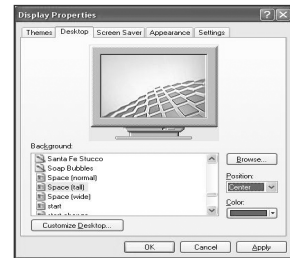 Display Properties
Themes Desktop Screen Saver Appearance Settings
Background:
Santa Fe Stucco
Soap Bubbles
Space (normal)
Space (tall)
Space (wide)
start
Browse...
Position:
Center
Color:
Customize Desktop...
OK Cancel Apply